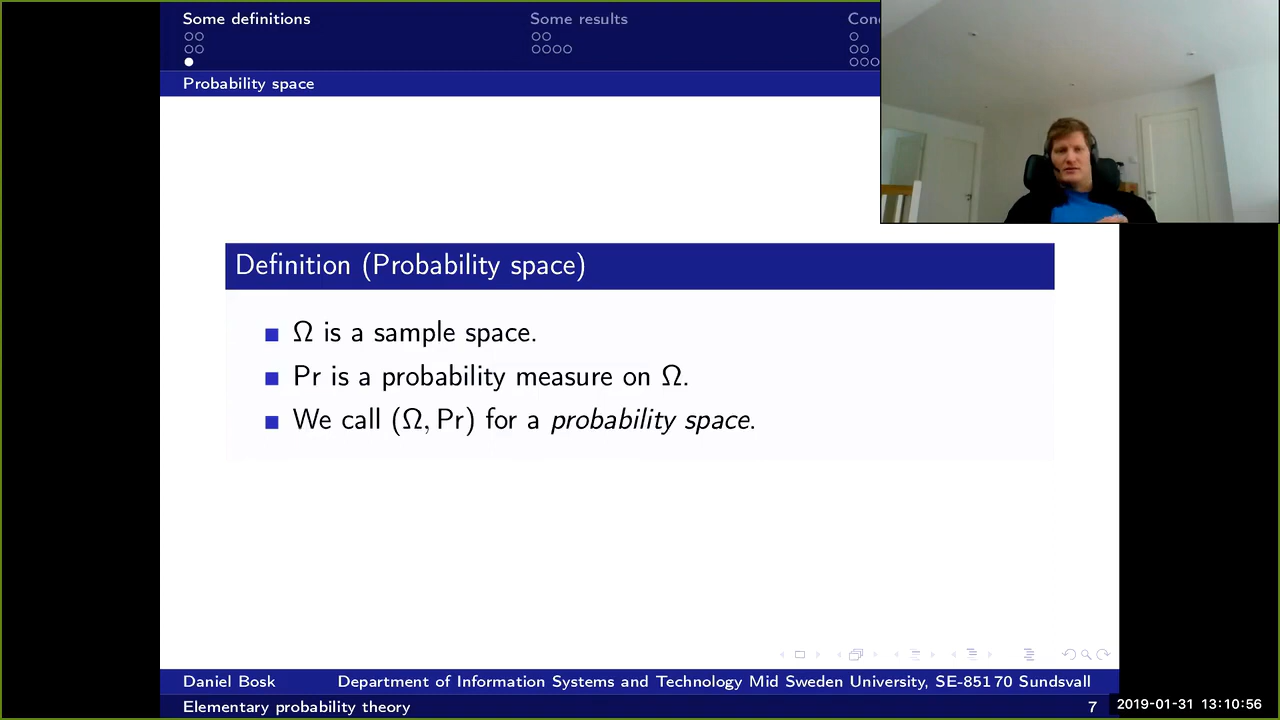 Some definitions
Some results
Con
Probability space
Definition (Probability space)
Ω is a sample space.
Pr is a probability measure on Ω.
We call (Ω, Pr) for a probability space.
Daniel Bosk
Department of Information Systems and Technology Mid Sweden University, SE-851 70 Sundsvall
Elementary probability theory
7
2019-01-31 13:10:56